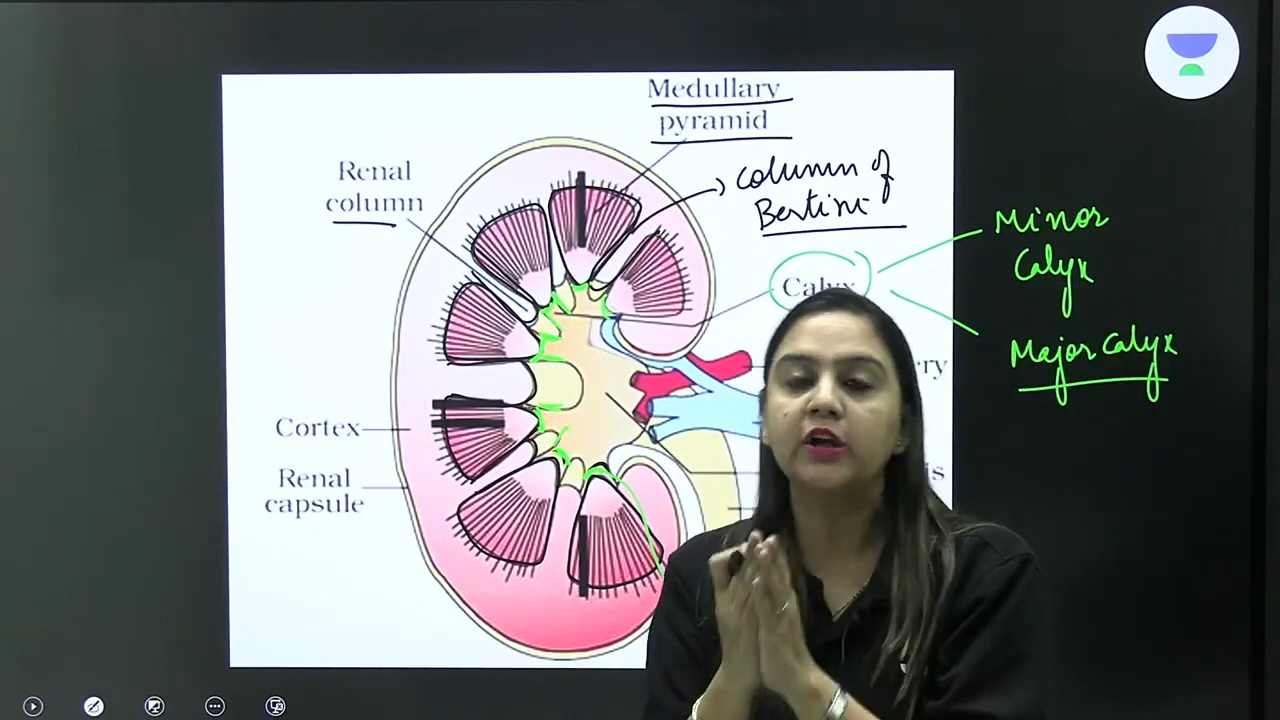 Medullary
pyramid
Renal
column
column of
Bertini
Minor
Calyx
Calyx
Major Calyx
Cortex
Renal
capsule